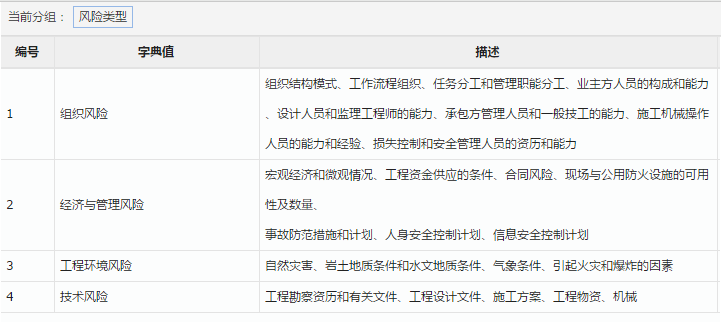 当前分组： 风险类型
编号 字典值 描述
1 组织风险 组织结构模式、工作流程组织、任务分工和管理职能分工、业主方人员的构成和能力
、设计人员和监理工程师的能力、承包方管理人员和一般技工的能力、施工机械操作
人员的能力和经验、损失控制和安全管理人员的资历和能力
2 经济与管理风险 宏观经济和微观情况、工程资金供应的条件、合同风险、现场与公用防火设施的可用
性及数量、
事故防范措施和计划、人身安全控制计划、信息安全控制计划
3 工程环境风险 自然灾害、岩土地质条件和水文地质条件、气象条件、引起火灾和爆炸的因素
4 技术风险 工程勘察资历和有关文件、工程设计文件、施工方案、工程物资、机械